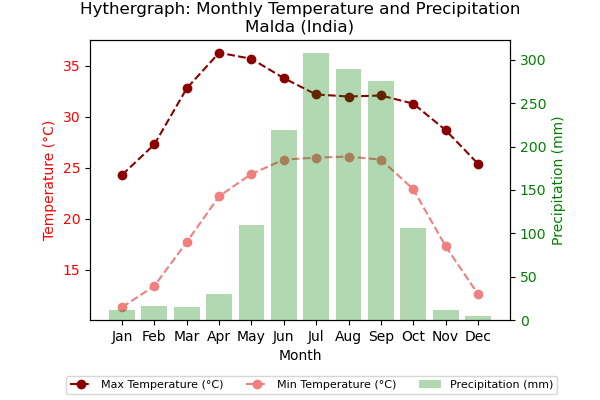 Hythergraph: Monthly Temperature and Precipitation
Malda (India)
35
30
25
20
15
Temperature (°C)
300
250
200
150
100
50
0
Precipitation (mm)
Jan Feb Mar Apr May Jun Jul Aug Sep Oct Nov Dec
Month
Max Temperature (°C) Min Temperature (°C) Precipitation (mm)